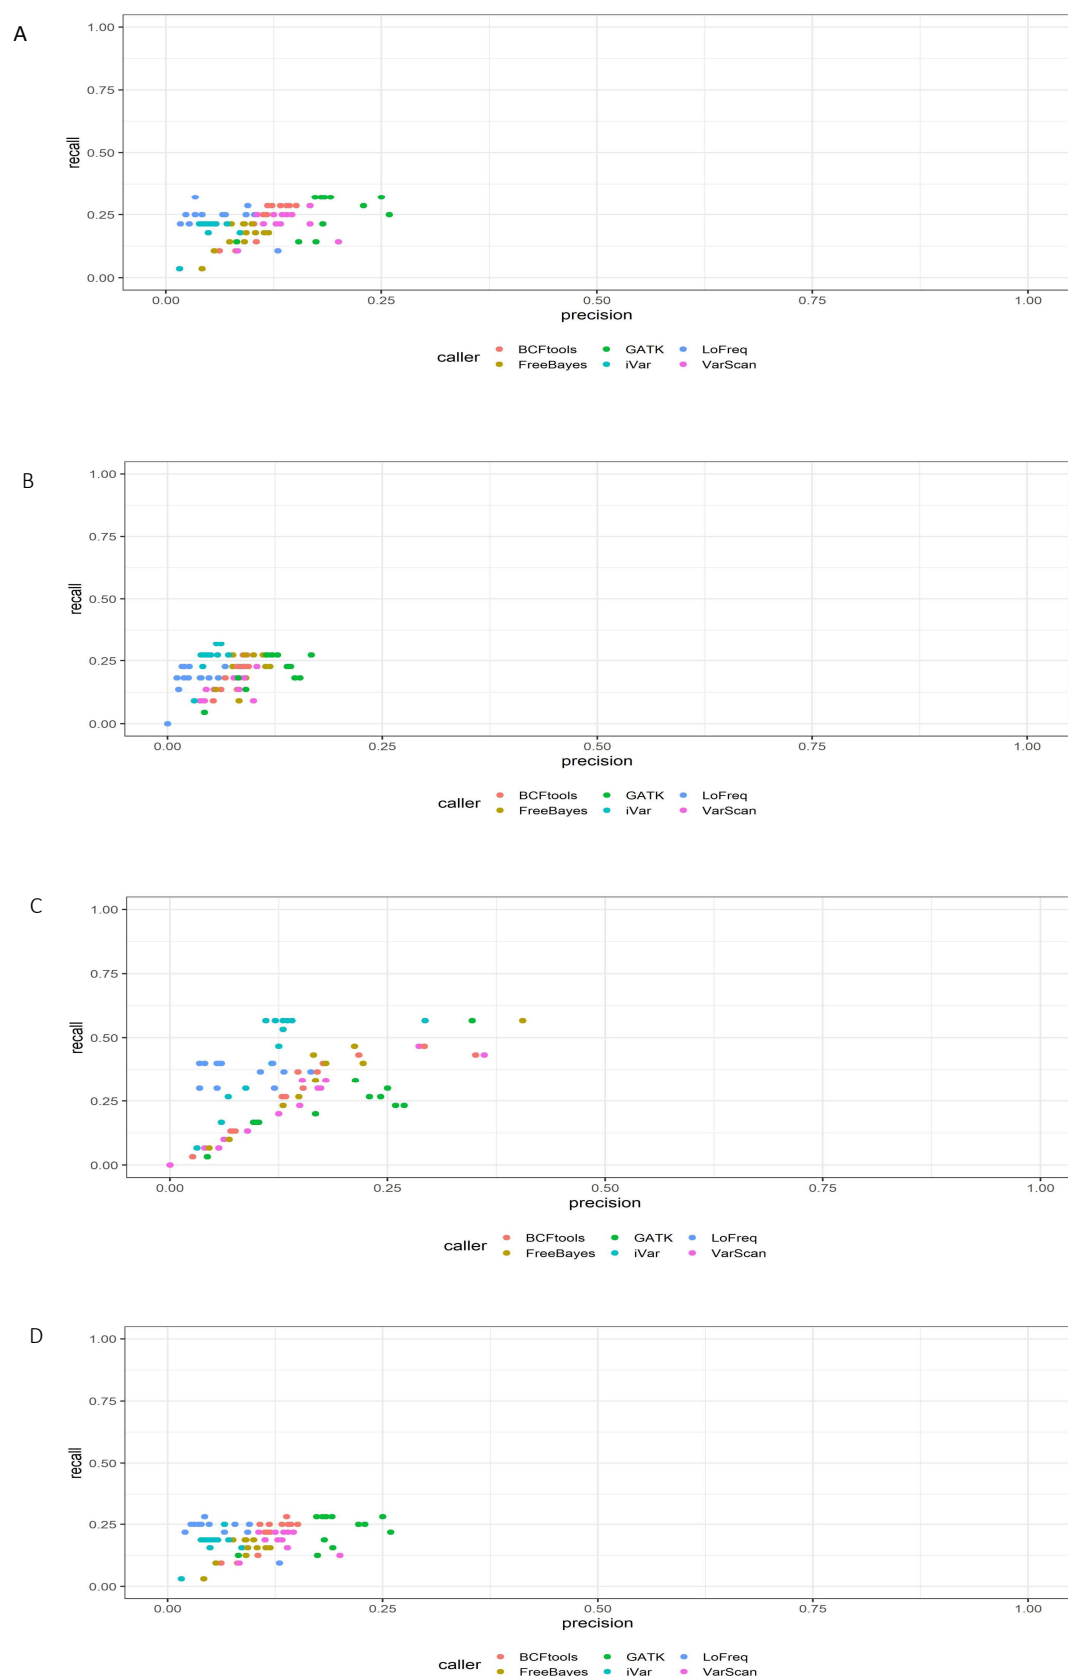 A
1.00
0.75
0.50
0.25
0.00
recall
0.00 0.25 0.50 0.75 1.00
precision
caller BCFtools GATK LoFreq
FreeBayes iVar VarScan
B
1.00
0.75
0.50
0.25
0.00
recall
0.00 0.25 0.50 0.75 1.00
precision
caller BCFtools GATK LoFreq
FreeBayes iVar VarScan
C
1.00
0.75
0.50
0.25
0.00
recall
0.00 0.25 0.50 0.75 1.00
precision
caller BCFtools GATK LoFreq
FreeBayes iVar VarScan
D
1.00
0.75
0.50
0.25
0.00
recall
0.00 0.25 0.50 0.75 1.00
precision
caller BCFtools GATK LoFreq
FreeBayes iVar VarScan